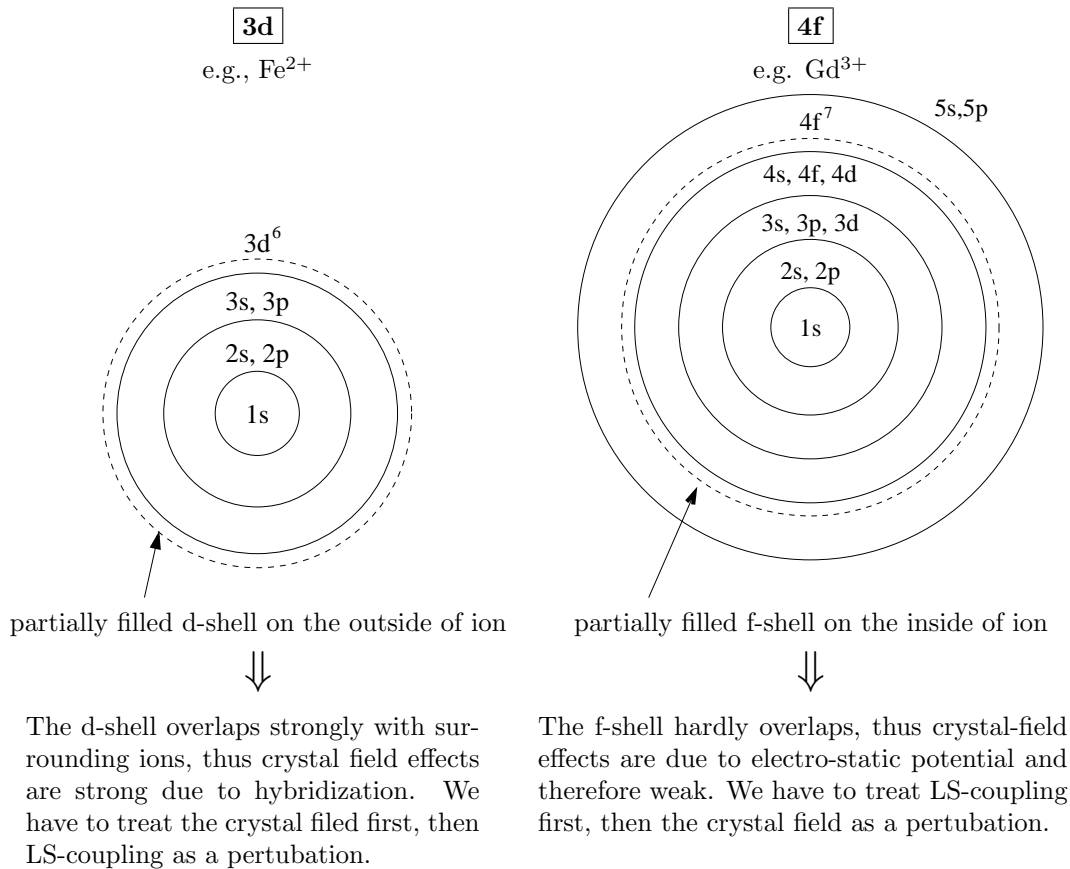 3d
e.g., Fe²⁺
3d⁶
3s, 3p
2s, 2p
1s
partially filled d-shell on the outside of ion
⇓
The d-shell overlaps strongly with sur-
rounding ions, thus crystal field effects
are strong due to hybridization. We
have to treat the crystal filed first, then
LS-coupling as a pertubation.
4f
e.g. Gd³⁺
5s,5p
4f⁷
4s, 4f, 4d
3s, 3p, 3d
2s, 2p
1s
partially filled f-shell on the inside of ion
⇓
The f-shell hardly overlaps, thus crystal-field
effects are due to electro-static potential and
therefore weak. We have to treat LS-coupling
first, then the crystal field as a pertubation.